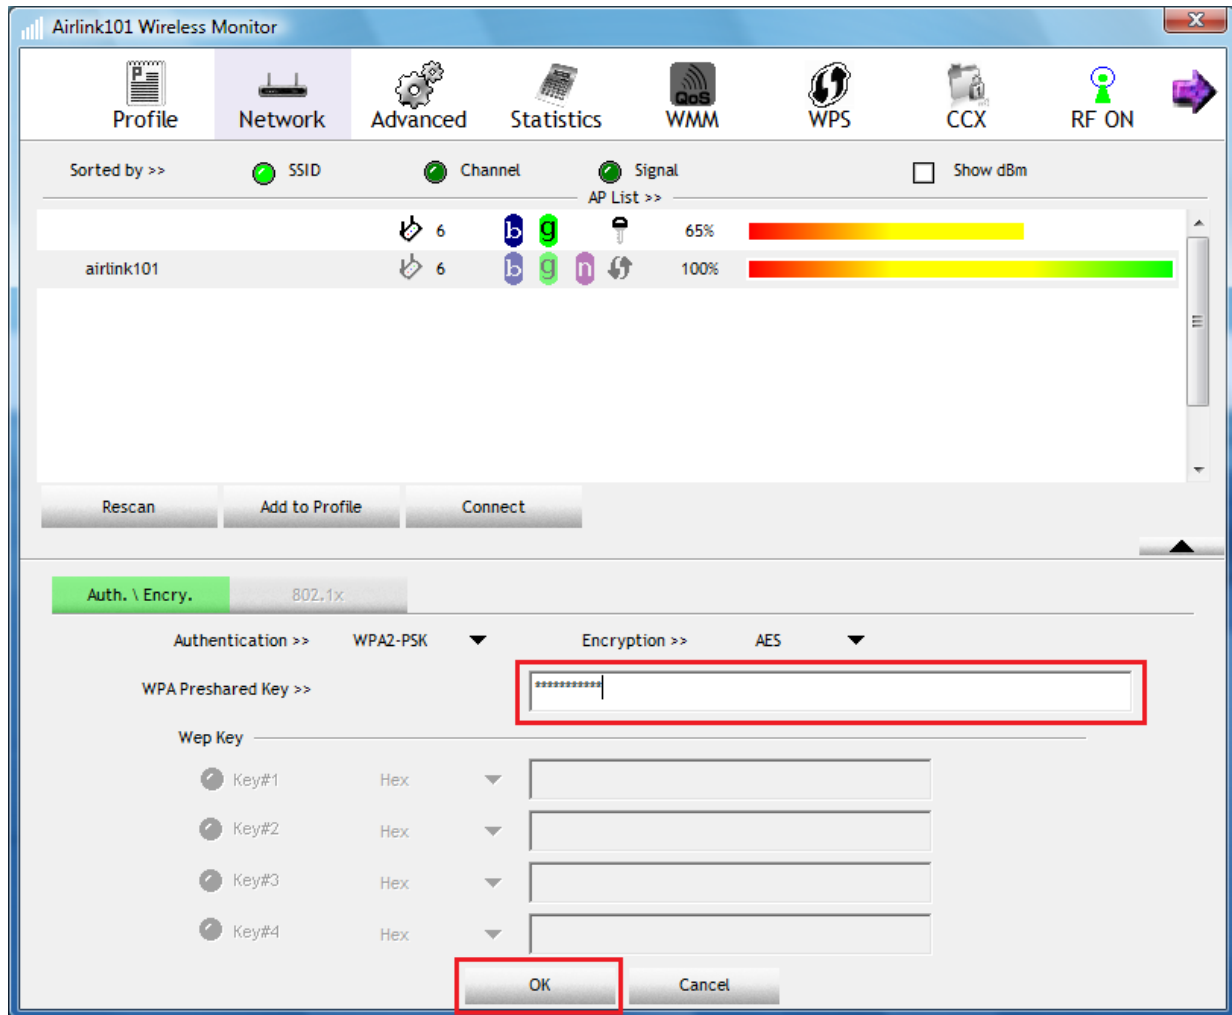 Airlink101 Wireless Monitor
x
P
QoS
Profile Network Advanced Statistics WMM WPS CCX RF ON
Sorted by >> SSID Channel Signal Show dBm
AP List >>
6 b g 65%
airlink101 6 b g n 100%
Rescan Add to Profile Connect
Auth. \ Encry. 802.1x
Authentication >> WPA2-PSK Encryption >> AES
WPA Preshared Key >> ***********
Wep Key
Key#1 Hex
Key#2 Hex
Key#3 Hex
Key#4 Hex
OK Cancel